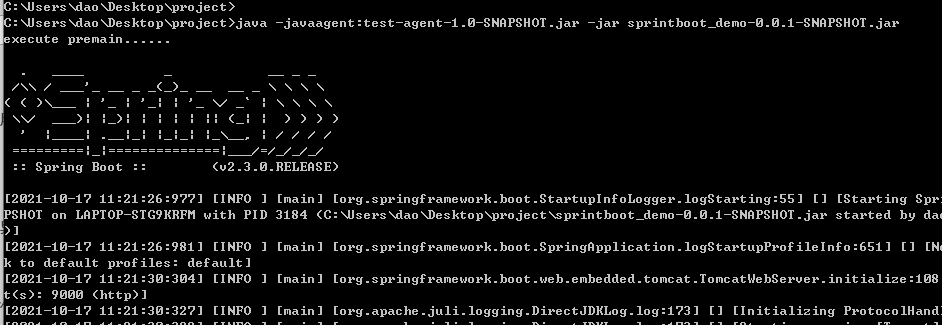 C:\Users\dao\Desktop\project>
C:\Users\dao\Desktop\project>java -javaagent:test-agent-1.0-SNAPSHOT.jar -jar sprintboot_demo-0.0.1-SNAPSHOT.jar
execute premain......
  .   ____          _            __ _ _
 /\\ / ___'_ __ _ _(_)_ __  __ _ \ \ \ \
( ( )\___ | '_ | '_| | '_ \/ _` | \ \ \ \
 \\/  ___)| |_)| | | | | || (_| |  ) ) ) )
  '  |____| .__|_| |_|_| |_\__, | / / / /
 =========|_|==============|___/=/_/_/_/
 :: Spring Boot ::        (v2.3.0.RELEASE)
[2021-10-17 11:21:26:977] [INFO ] [main] [org.springframework.boot.StartupInfoLogger.logStarting:55] [] [Starting Spr
PSHOT on LAPTOP-STG9KRFM with PID 3184 (C:\Users\dao\Desktop\project\sprintboot_demo-0.0.1-SNAPSHOT.jar started by dao
)]
[2021-10-17 11:21:26:981] [INFO ] [main] [org.springframework.boot.SpringApplication.logStartupProfileInfo:651] [] [No
k to default profiles: default]
[2021-10-17 11:21:30:304] [INFO ] [main] [org.springframework.boot.web.embedded.tomcat.TomcatWebServer.initialize:108
t(s): 9000 (http)]
[2021-10-17 11:21:30:327] [INFO ] [main] [org.apache.juli.logging.DirectJDKLog.log:173] [] [Initializing ProtocolHand